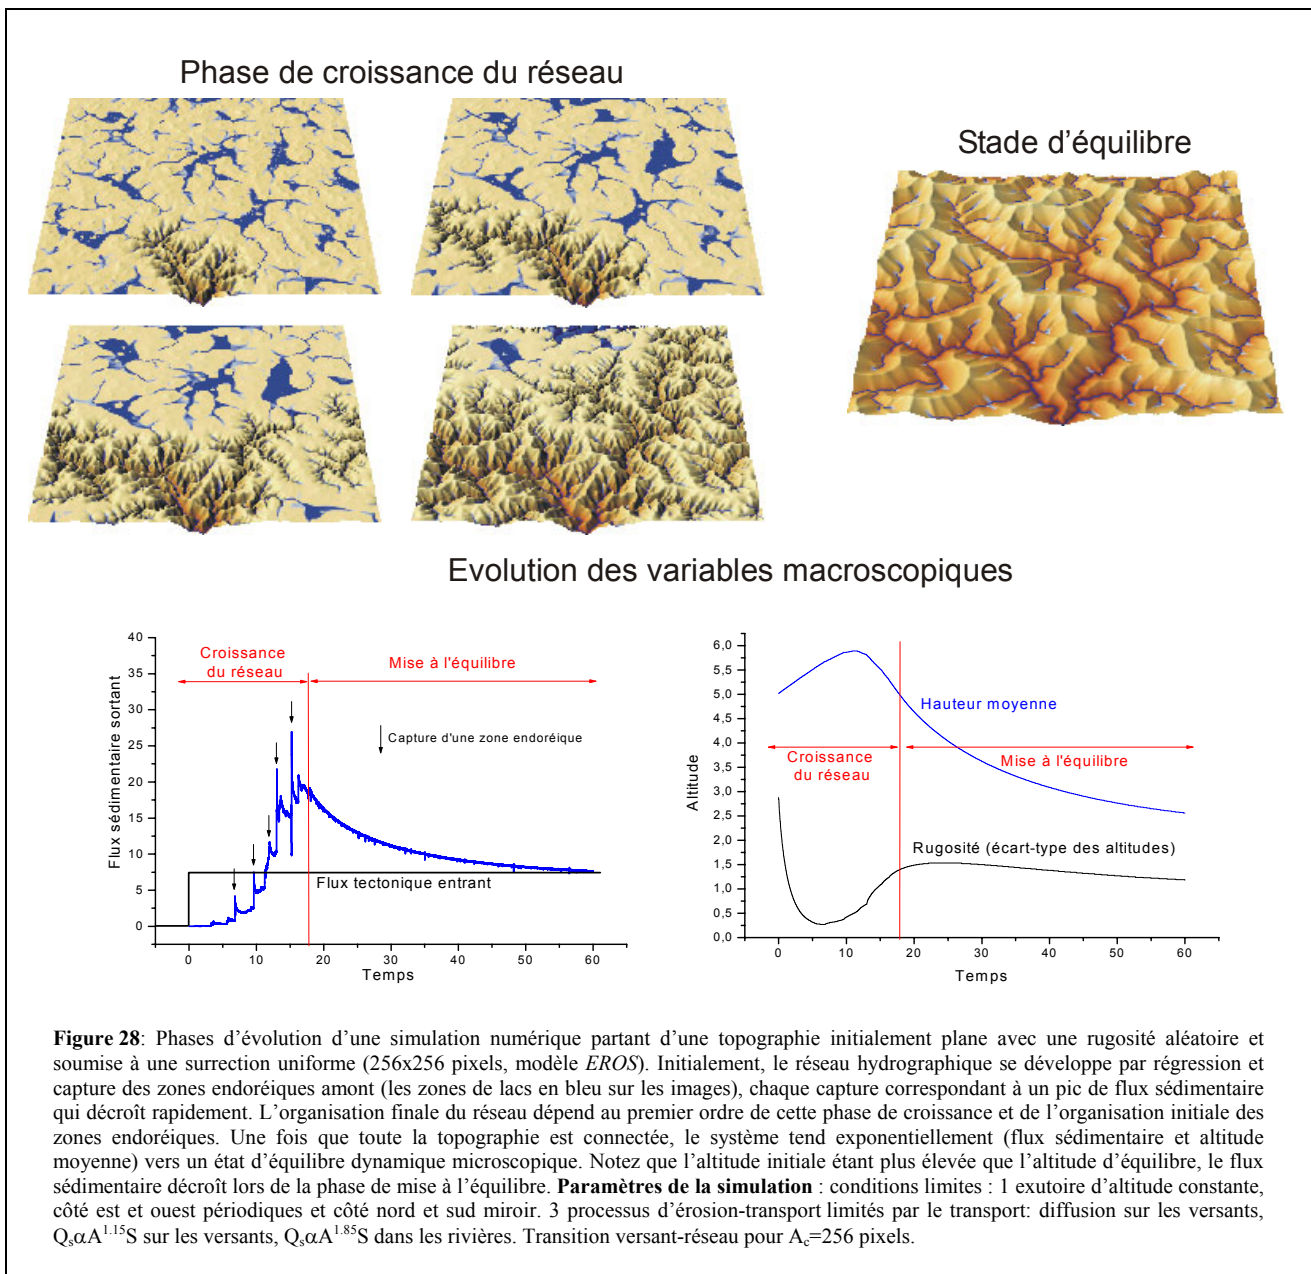 Phase de croissance du réseau
Stade d'équilibre
Evolution des variables macroscopiques
40
35
30
25
20
15
10
5
0
Flux sédimentaire sortant
Croissance
du réseau
Mise à l'équilibre
Capture d'une zone endoréique
Flux tectonique entrant
0 10 20 30 40 50 60
Temps
6,0
5,5
5,0
4,5
4,0
3,5
3,0
2,5
2,0
1,5
1,0
0,5
0,0
Altitude
Hauteur moyenne
Croissance
du réseau
Mise à l'équilibre
Rugosité (écart-type des altitudes)
0 10 20 30 40 50 60
Temps
Figure 28: Phases d'évolution d'une simulation numérique partant d'une topographie initialement plane avec une rugosité aléatoire et
soumise à une surrection uniforme (256x256 pixels, modèle EROS). Initialement, le réseau hydrographique se développe par régression et
capture des zones endoréiques amont (les zones de lacs en bleu sur les images), chaque capture correspondant à un pic de flux sédimentaire
qui décroît rapidement. L'organisation finale du réseau dépend au premier ordre de cette phase de croissance et de l'organisation initiale des
zones endoréiques. Une fois que toute la topographie est connectée, le système tend exponentiellement (flux sédimentaire et altitude
moyenne) vers un état d'équilibre dynamique microscopique. Notez que l'altitude initiale étant plus élevée que l'altitude d'équilibre, le flux
sédimentaire décroît lors de la phase de mise à l'équilibre. Paramètres de la simulation : conditions limites : 1 exutoire d'altitude constante,
côté est et ouest périodiques et côté nord et sud miroir. 3 processus d'érosion-transport limités par le transport: diffusion sur les versants,
QsαA^1.15S sur les versants, QsαA^1.85S dans les rivières. Transition versant-réseau pour Ac=256 pixels.